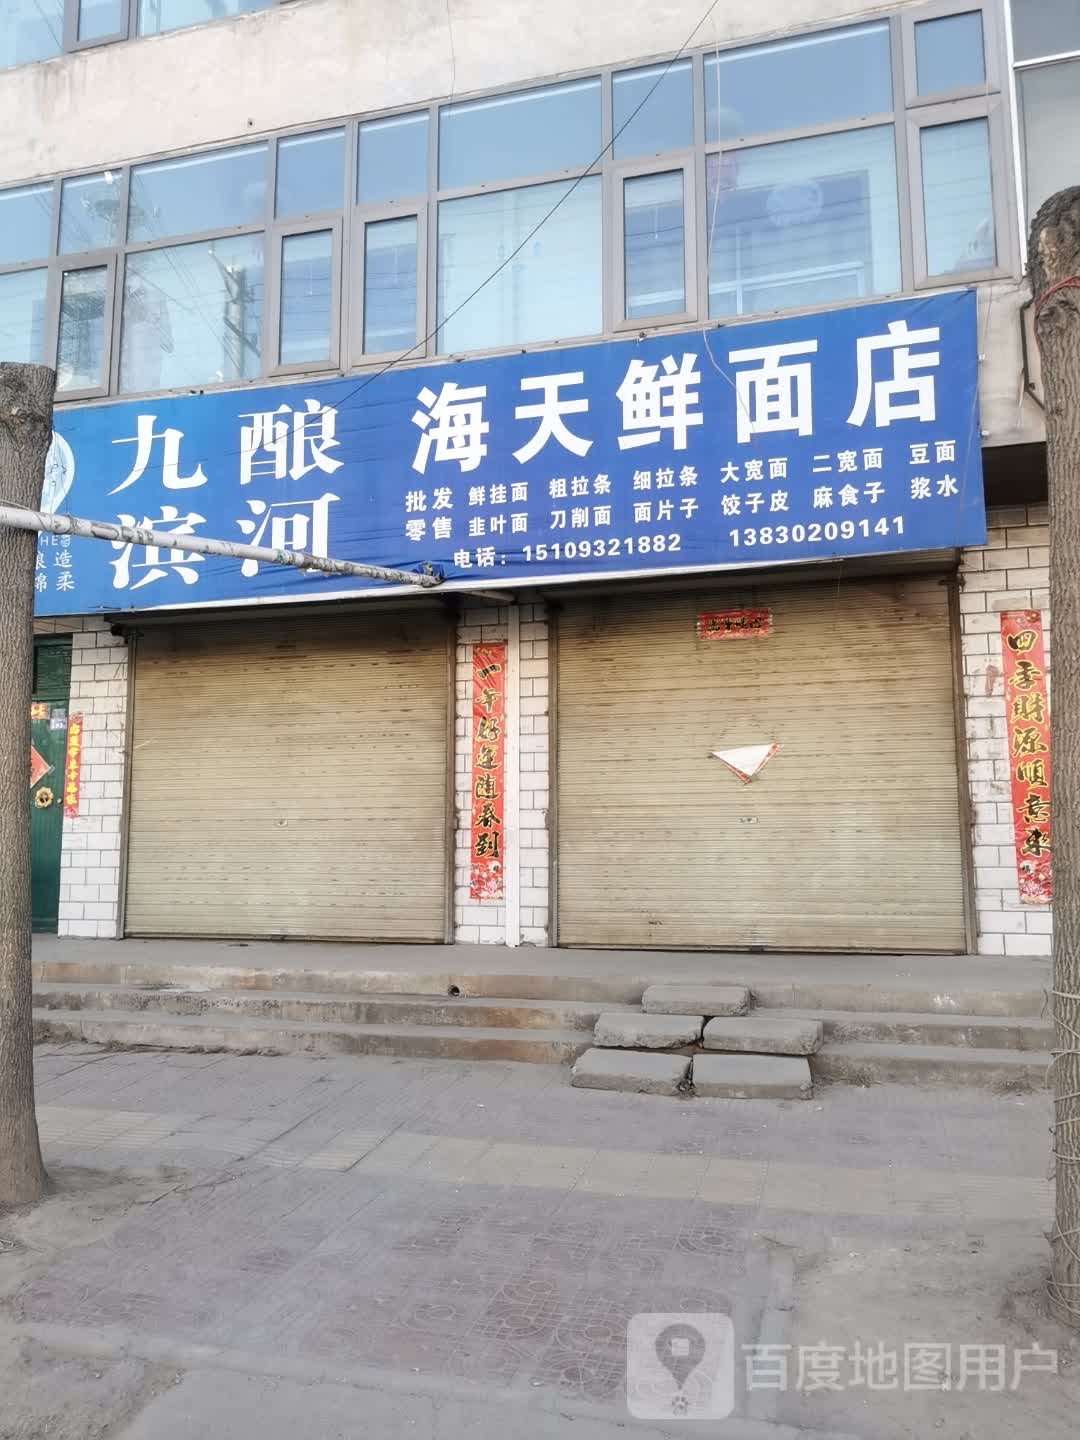 九酿
滨河
造
柔
海天鲜面店
批发 鲜挂面 粗拉条 细拉条 大宽面 二宽面 豆面
零售 韭叶面 刀削面 面片子 饺子皮 麻食子 浆水
电话：15109321882 13830209141
一年好运随春到
四季财源顺意来
百度地图用户